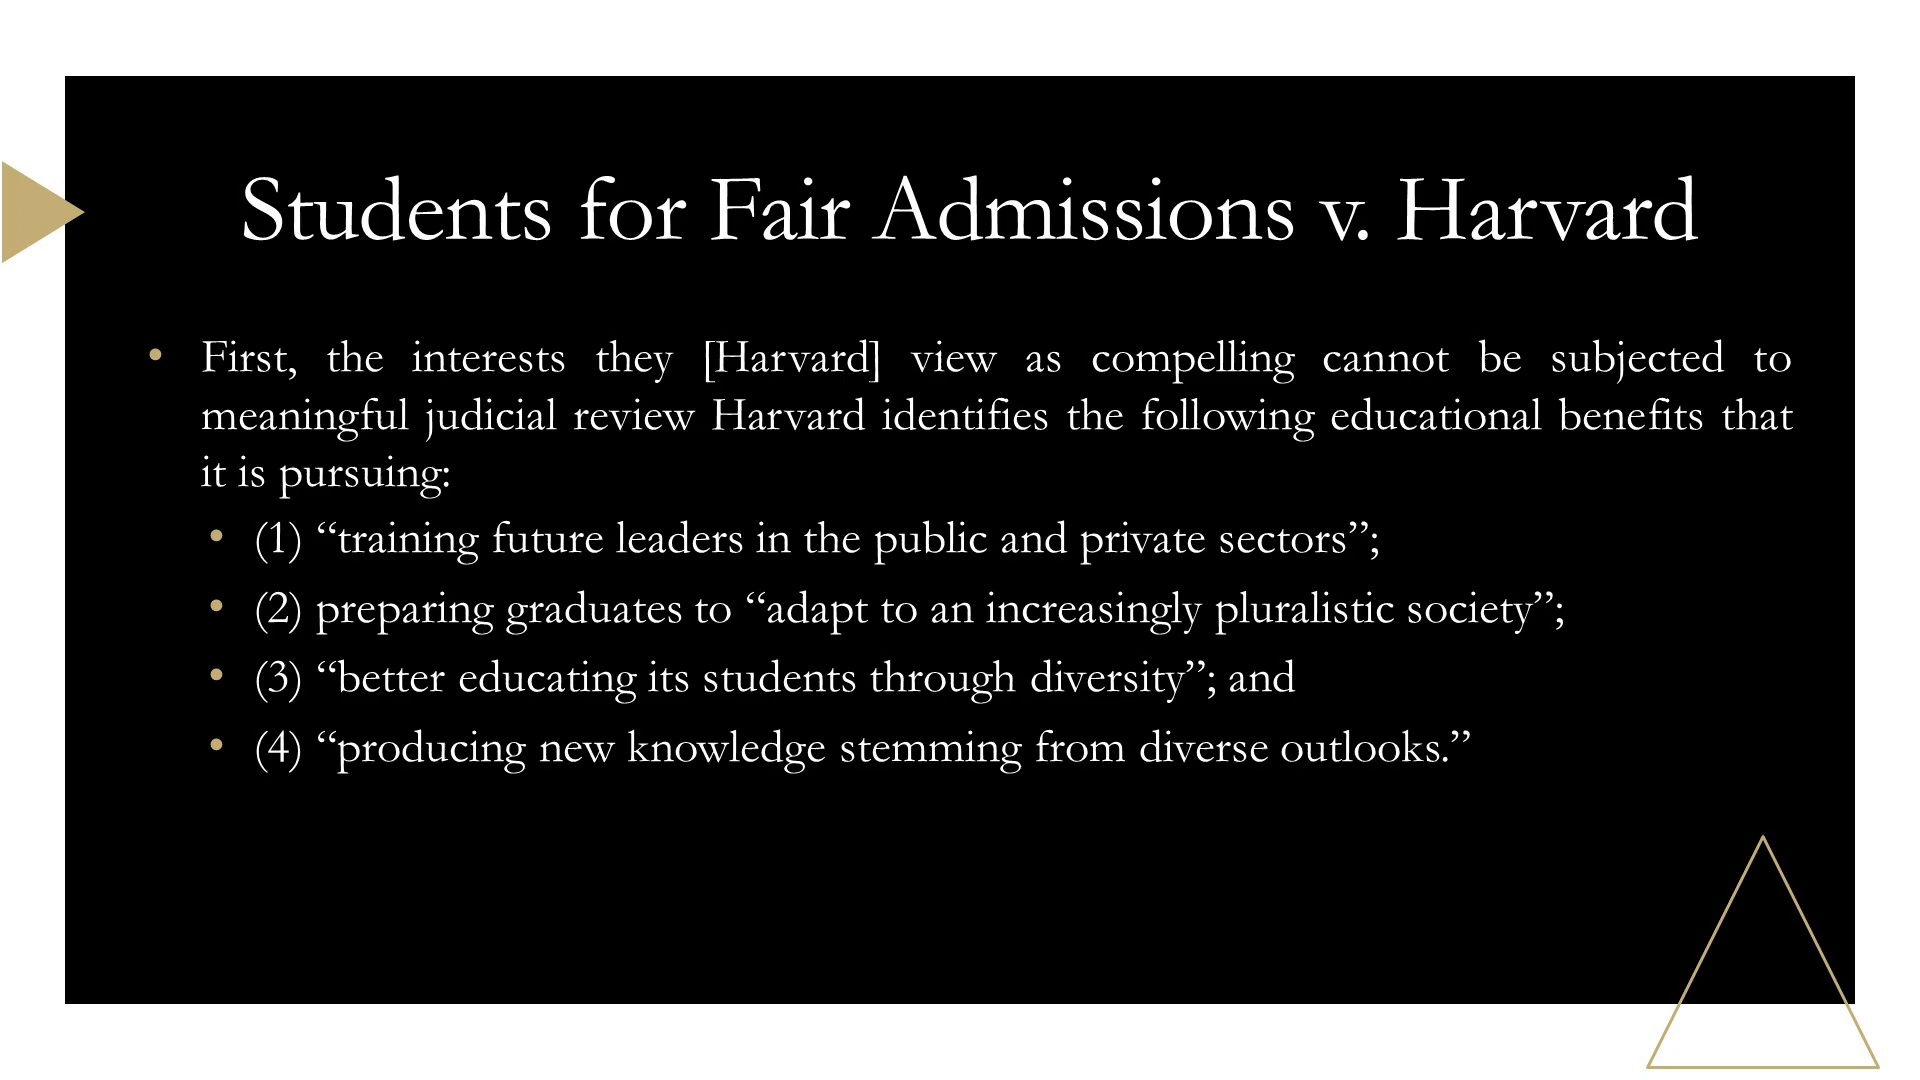 Students for Fair Admissions v. Harvard
• First, the interests they [Harvard] view as compelling cannot be subjected to
meaningful judicial review Harvard identifies the following educational benefits that
it is pursuing:
• (1) “training future leaders in the public and private sectors”;
• (2) preparing graduates to “adapt to an increasingly pluralistic society”;
• (3) “better educating its students through diversity”; and
• (4) “producing new knowledge stemming from diverse outlooks.”